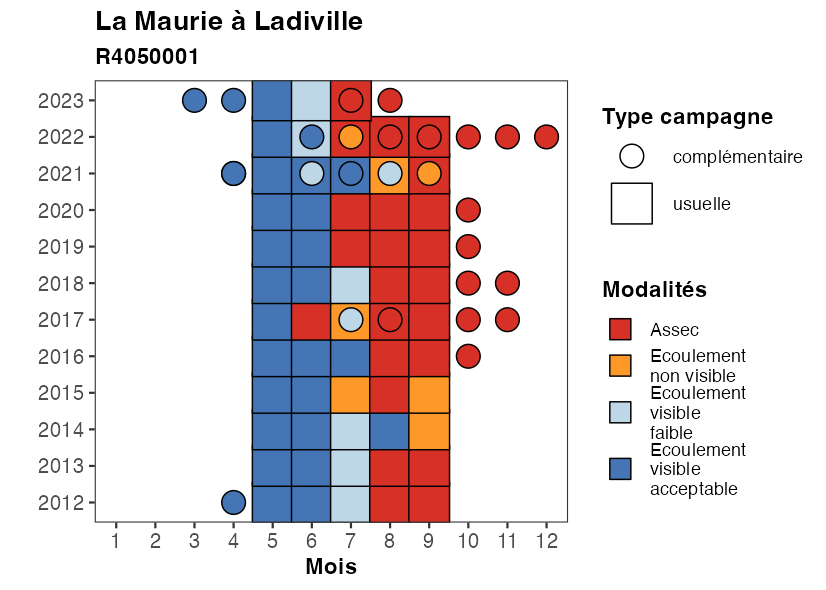 La Maurie à Ladiville
R4050001
2023
2022
2021
2020
2019
2018
2017
2016
2015
2014
2013
2012
1 2 3 4 5 6 7 8 9 10 11 12
Mois
Type campagne
complémentaire
usuelle
Modalités
Assec
Ecoulement
non visible
Ecoulement
visible
faible
Ecoulement
visible
acceptable